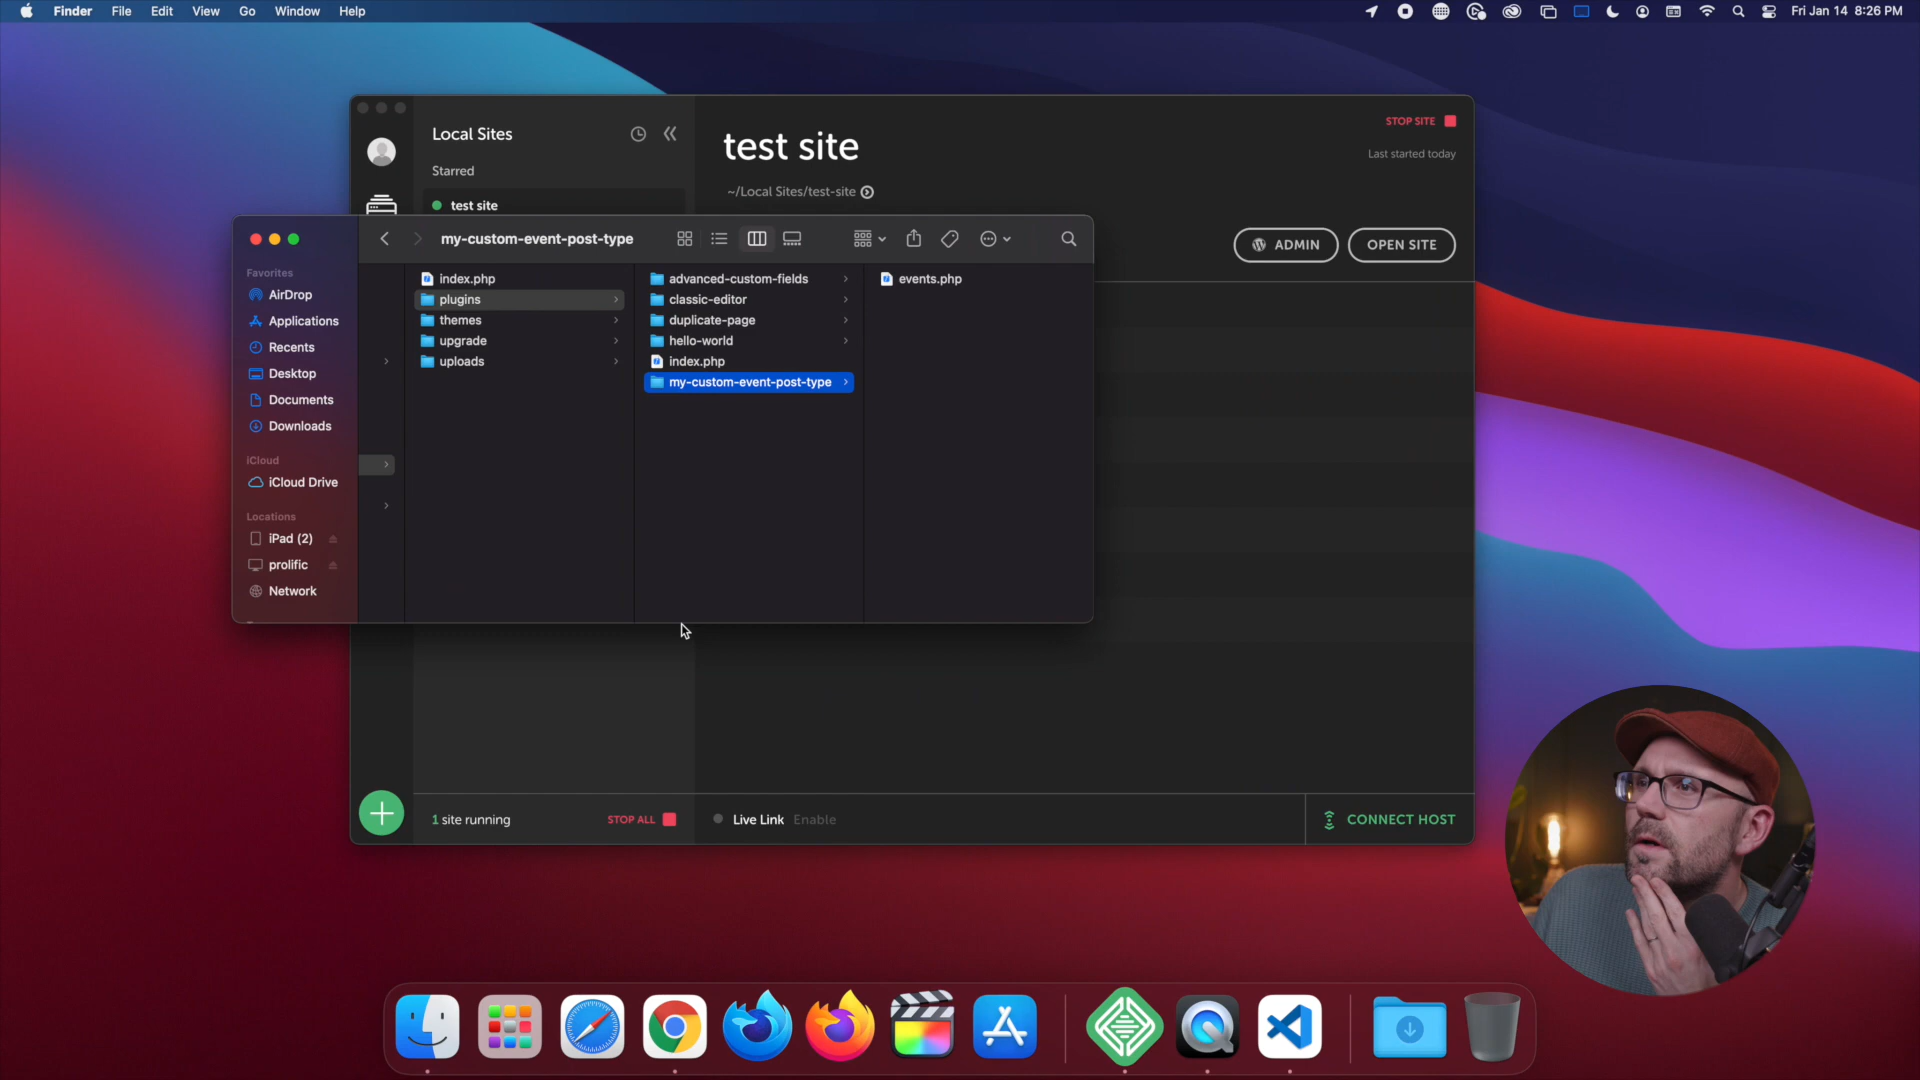 Finder File Edit View Go Window Help
Fri Jan 14 8:26 PM
Local Sites
Starred
test site
test site
~/Local Sites/test-site
STOP SITE
Last started today
ADMIN
OPEN SITE
my-custom-event-post-type
Favorites
AirDrop
Applications
Recents
Desktop
Documents
Downloads
iCloud
iCloud Drive
Locations
iPad (2)
prolific
Network
index.php
plugins
themes
upgrade
uploads
advanced-custom-fields
classic-editor
duplicate-page
hello-world
index.php
my-custom-event-post-type
events.php
1 site running
STOP ALL
Live Link Enable
CONNECT HOST